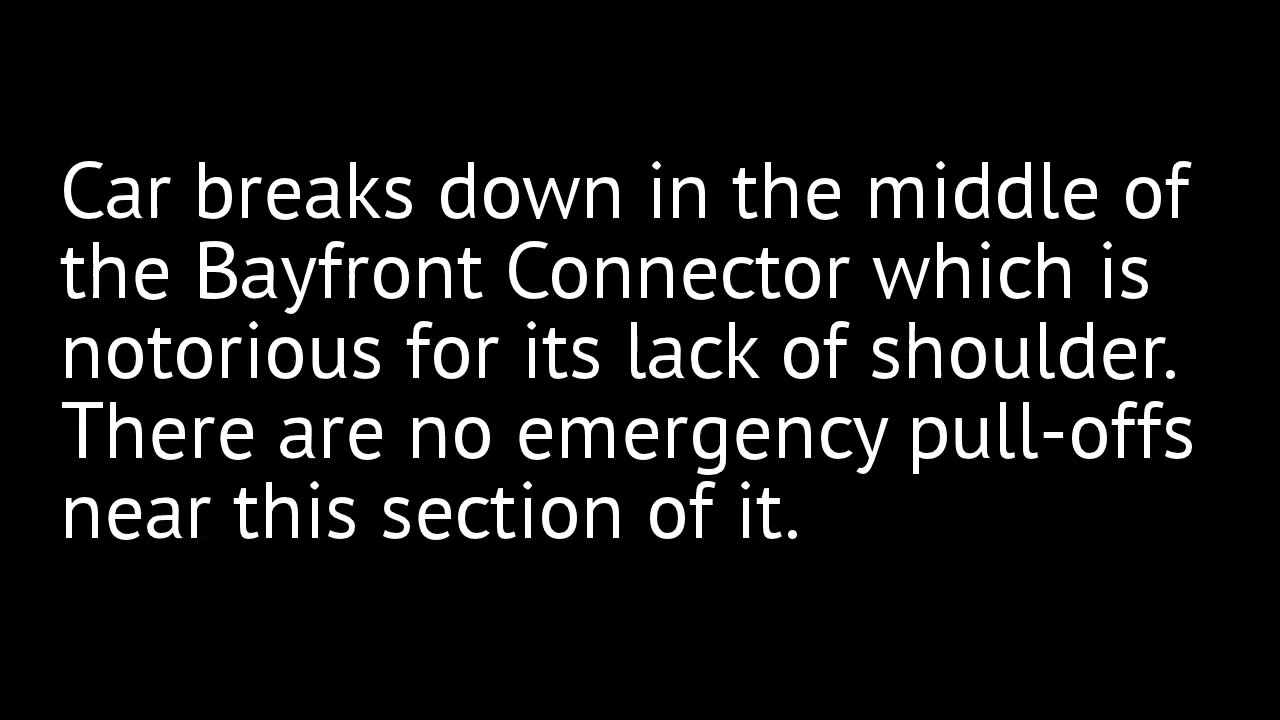 Car breaks down in the middle of
the Bayfront Connector which is
notorious for its lack of shoulder.
There are no emergency pull-offs
near this section of it.